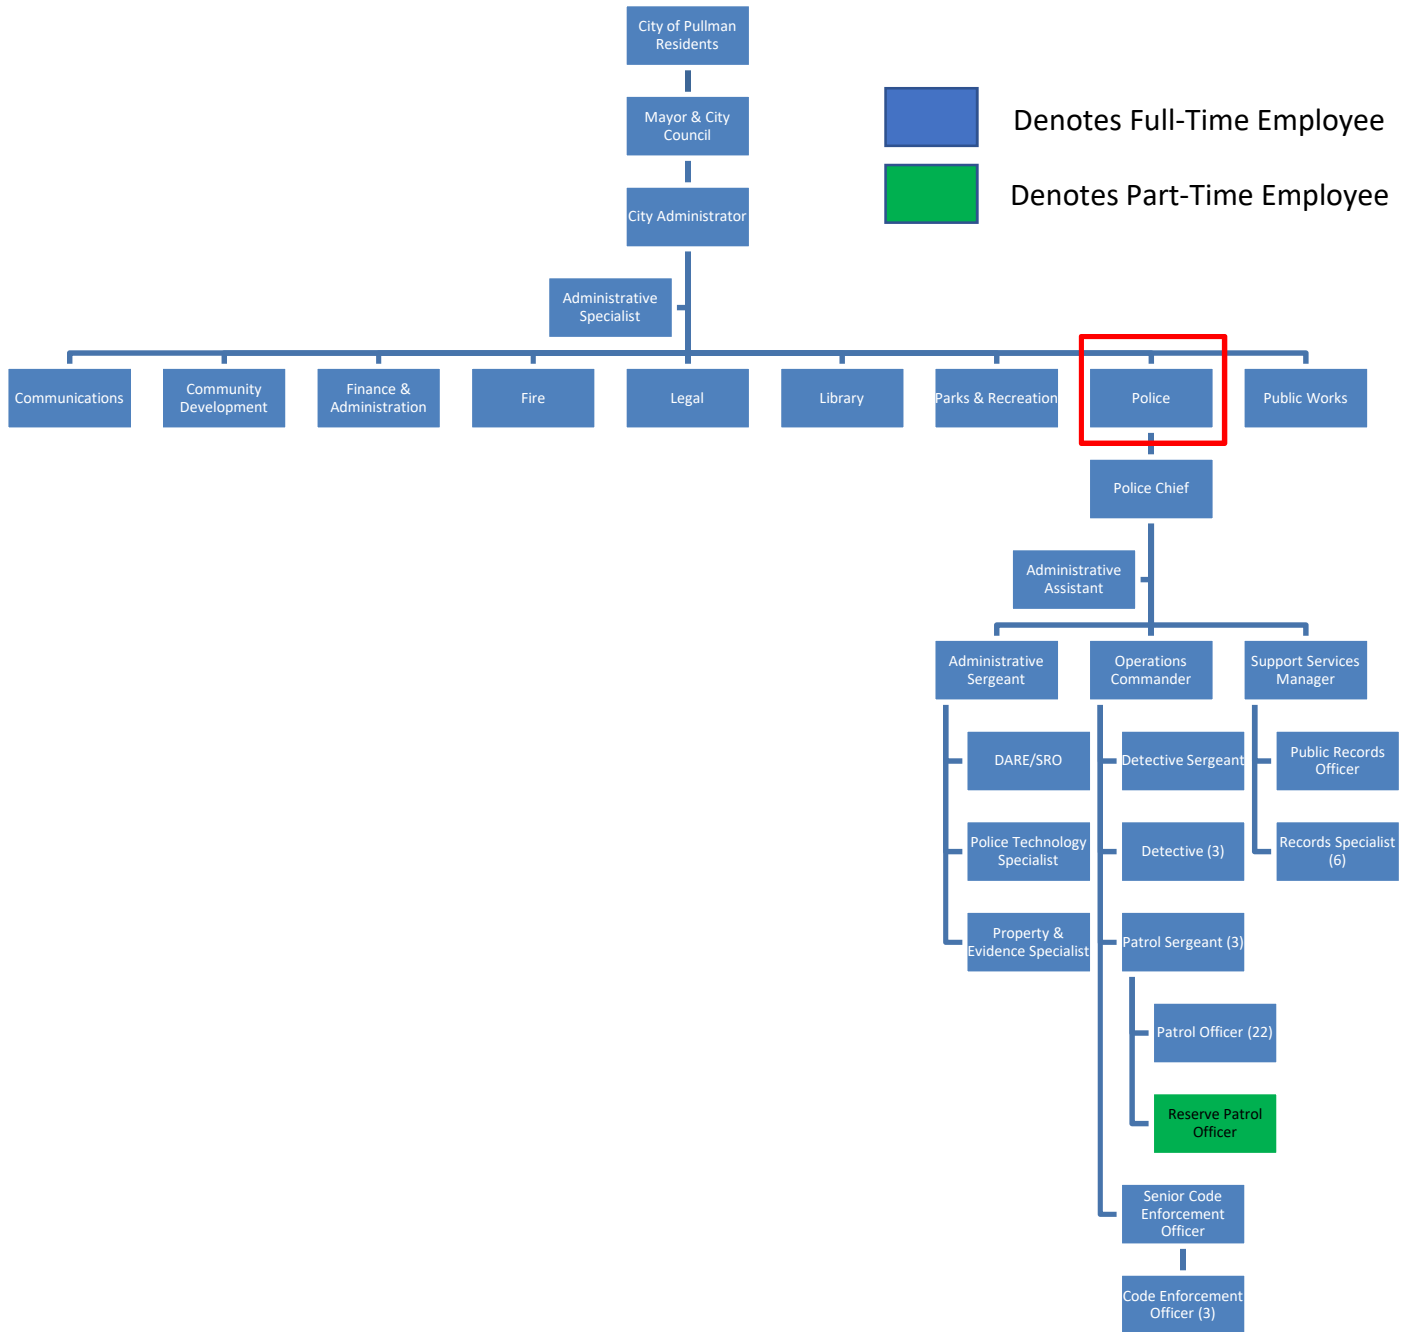 City of Pullman
Residents
Mayor & City
Council
City Administrator
Denotes Full-Time Employee
Denotes Part-Time Employee
Administrative
Specialist
Communications
Community
Development
Finance &
Administration
Fire
Legal
Library
Parks & Recreation
Police
Public Works
Police Chief
Administrative
Assistant
Administrative
Sergeant
Operations
Commander
Support Services
Manager
DARE/SRO
Detective Sergeant
Public Records
Officer
Police Technology
Specialist
Detective (3)
Records Specialist
(6)
Property &
Evidence Specialist
Patrol Sergeant (3)
Patrol Officer (22)
Reserve Patrol
Officer
Senior Code
Enforcement
Officer
Code Enforcement
Officer (3)